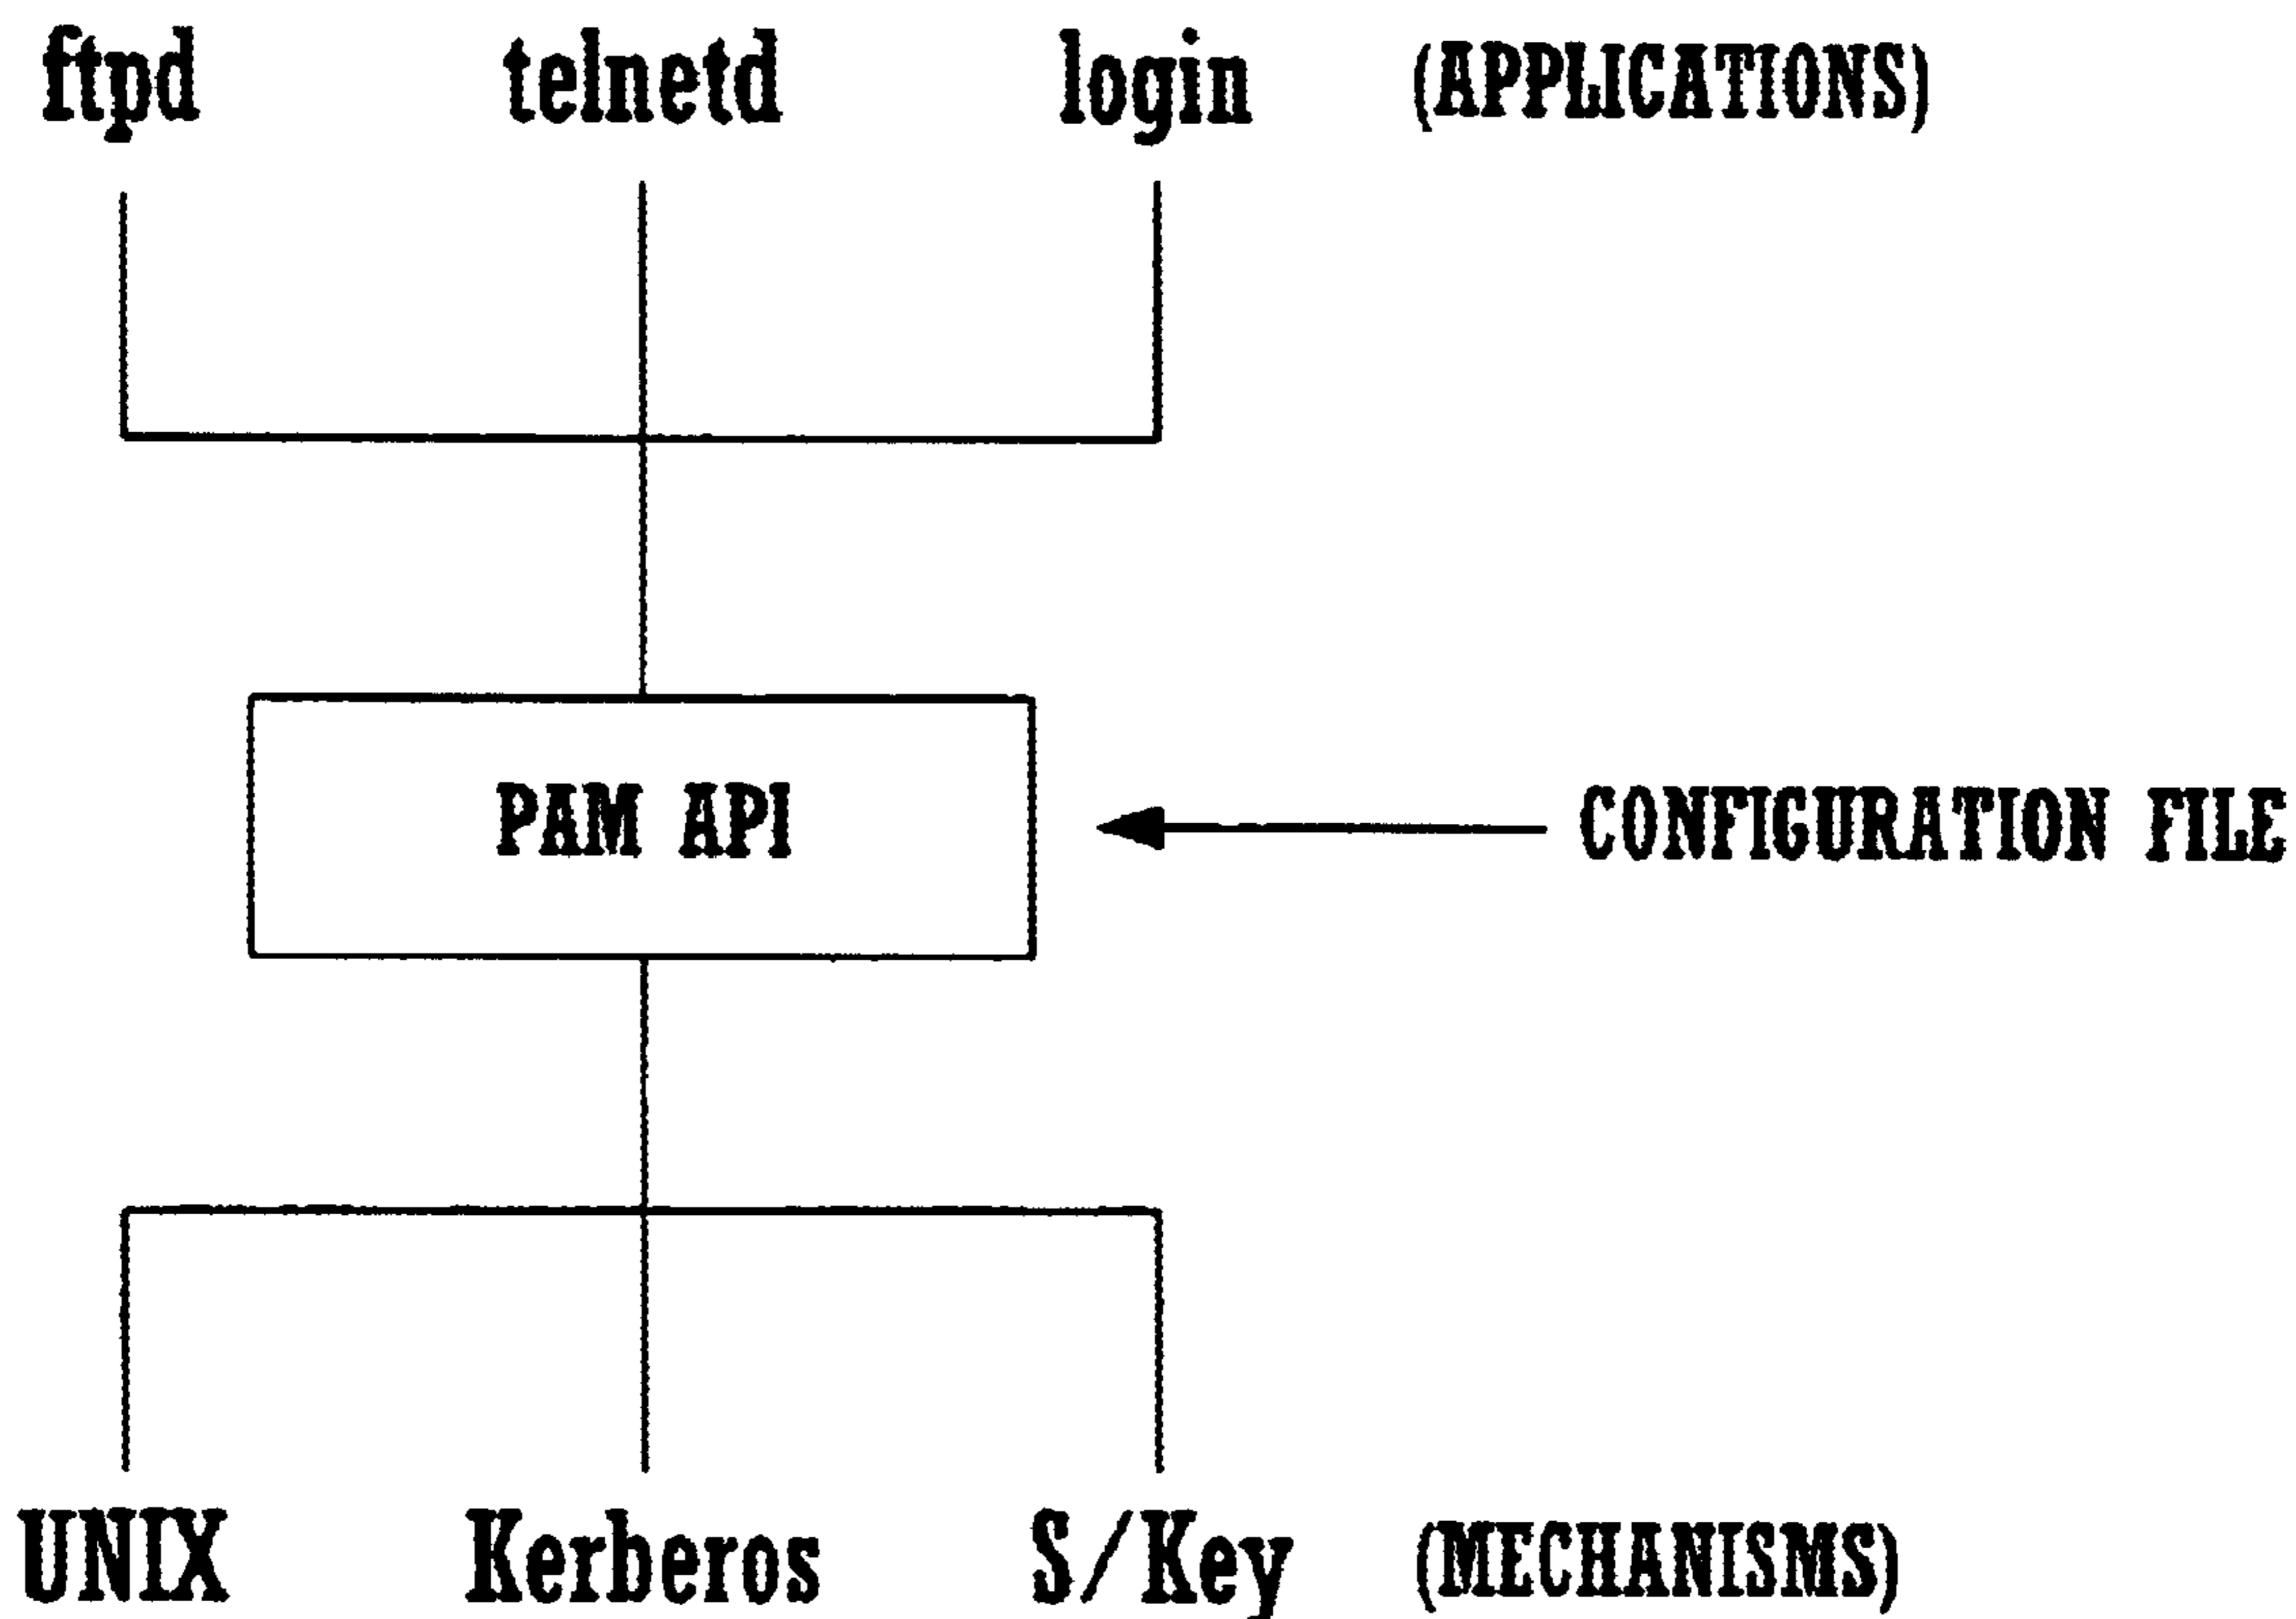 ftpd telnetd login (APPLICATIONS)
PAM API CONFIGURATION FILE
UNIX Kerberos S/Key (MECHANISMS)